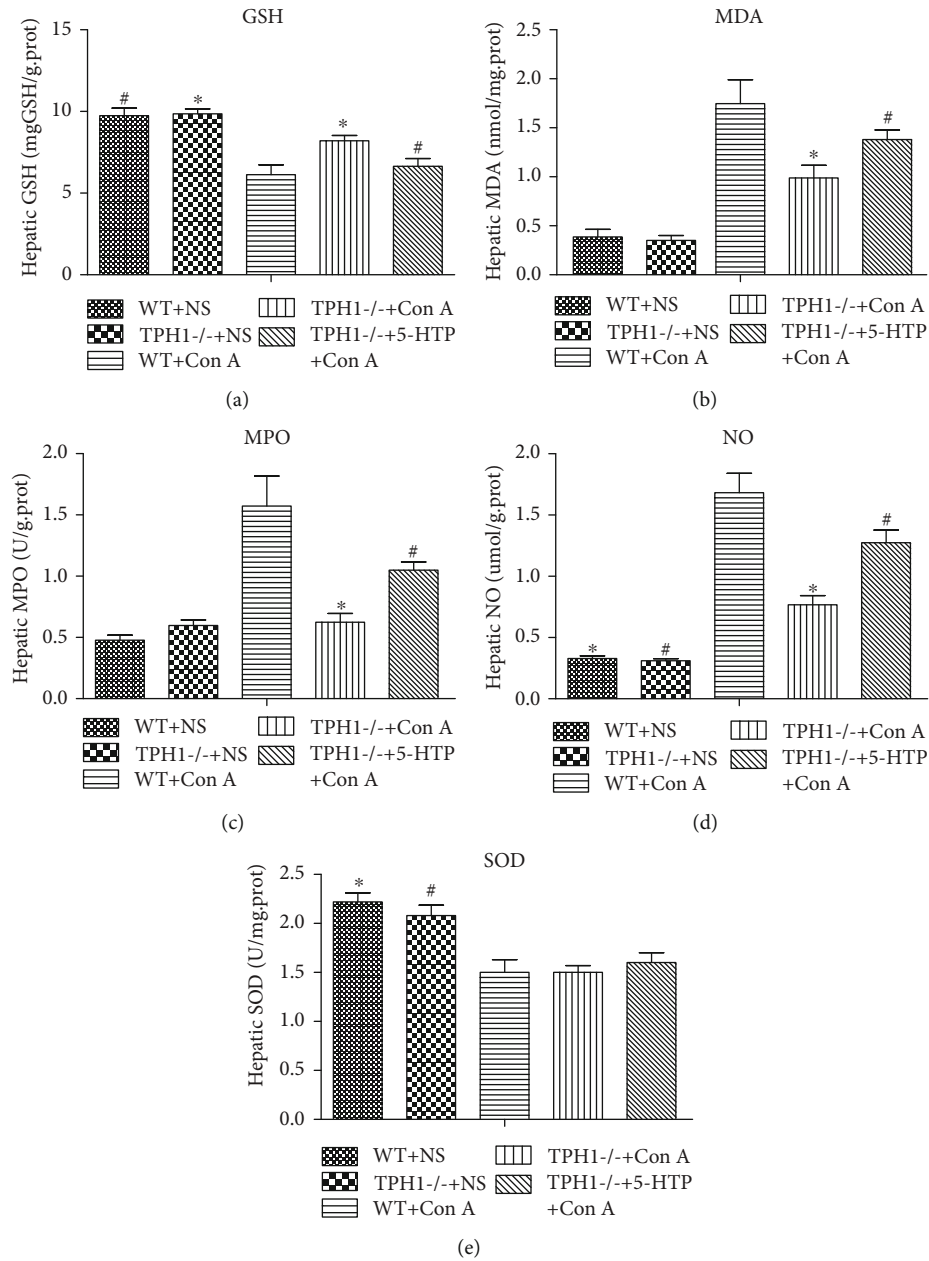 GSH
Hepatic GSH (mgGSH/g.prot)
15
10
5
0
#
*
*
#
WT+NS
TPH1-/-+NS
WT+Con A
TPH1-/-+Con A
TPH1-/-+5-HTP
+Con A
(a)
MDA
Hepatic MDA (nmol/mg.prot)
2.5
2.0
1.5
1.0
0.5
0.0
*
#
WT+NS
TPH1-/-+NS
WT+Con A
TPH1-/-+Con A
TPH1-/-+5-HTP
+Con A
(b)
MPO
Hepatic MPO (U/g.prot)
2.0
1.5
1.0
0.5
0.0
*
#
WT+NS
TPH1-/-+NS
WT+Con A
TPH1-/-+Con A
TPH1-/-+5-HTP
+Con A
(c)
NO
Hepatic NO (umol/g.prot)
2.0
1.5
1.0
0.5
0.0
*
#
*
#
WT+NS
TPH1-/-+NS
WT+Con A
TPH1-/-+Con A
TPH1-/-+5-HTP
+Con A
(d)
SOD
Hepatic SOD (U/mg.prot)
2.5
2.0
1.5
1.0
0.5
0.0
*
#
WT+NS
TPH1-/-+NS
WT+Con A
TPH1-/-+Con A
TPH1-/-+5-HTP
+Con A
(e)